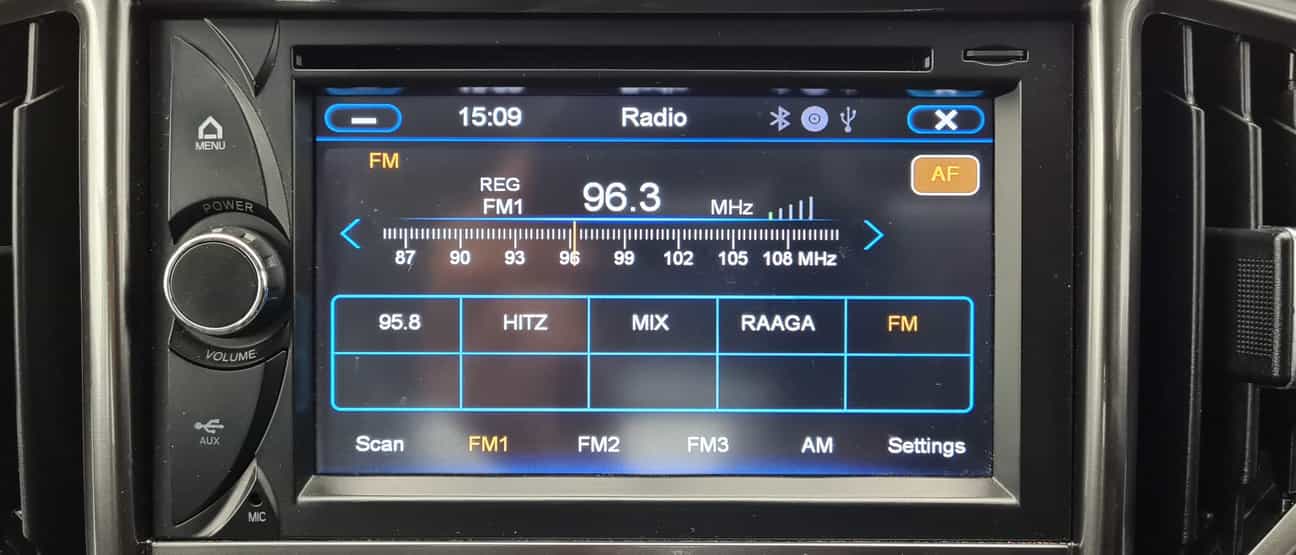 MENU
POWER
VOLUME
AUX
MIC
15:09 Radio
FM
AF
REG
FM1 96.3 MHz
87 90 93 96 99 102 105 108 MHz
95.8 HITZ MIX RAAGA FM
Scan FM1 FM2 FM3 AM Settings